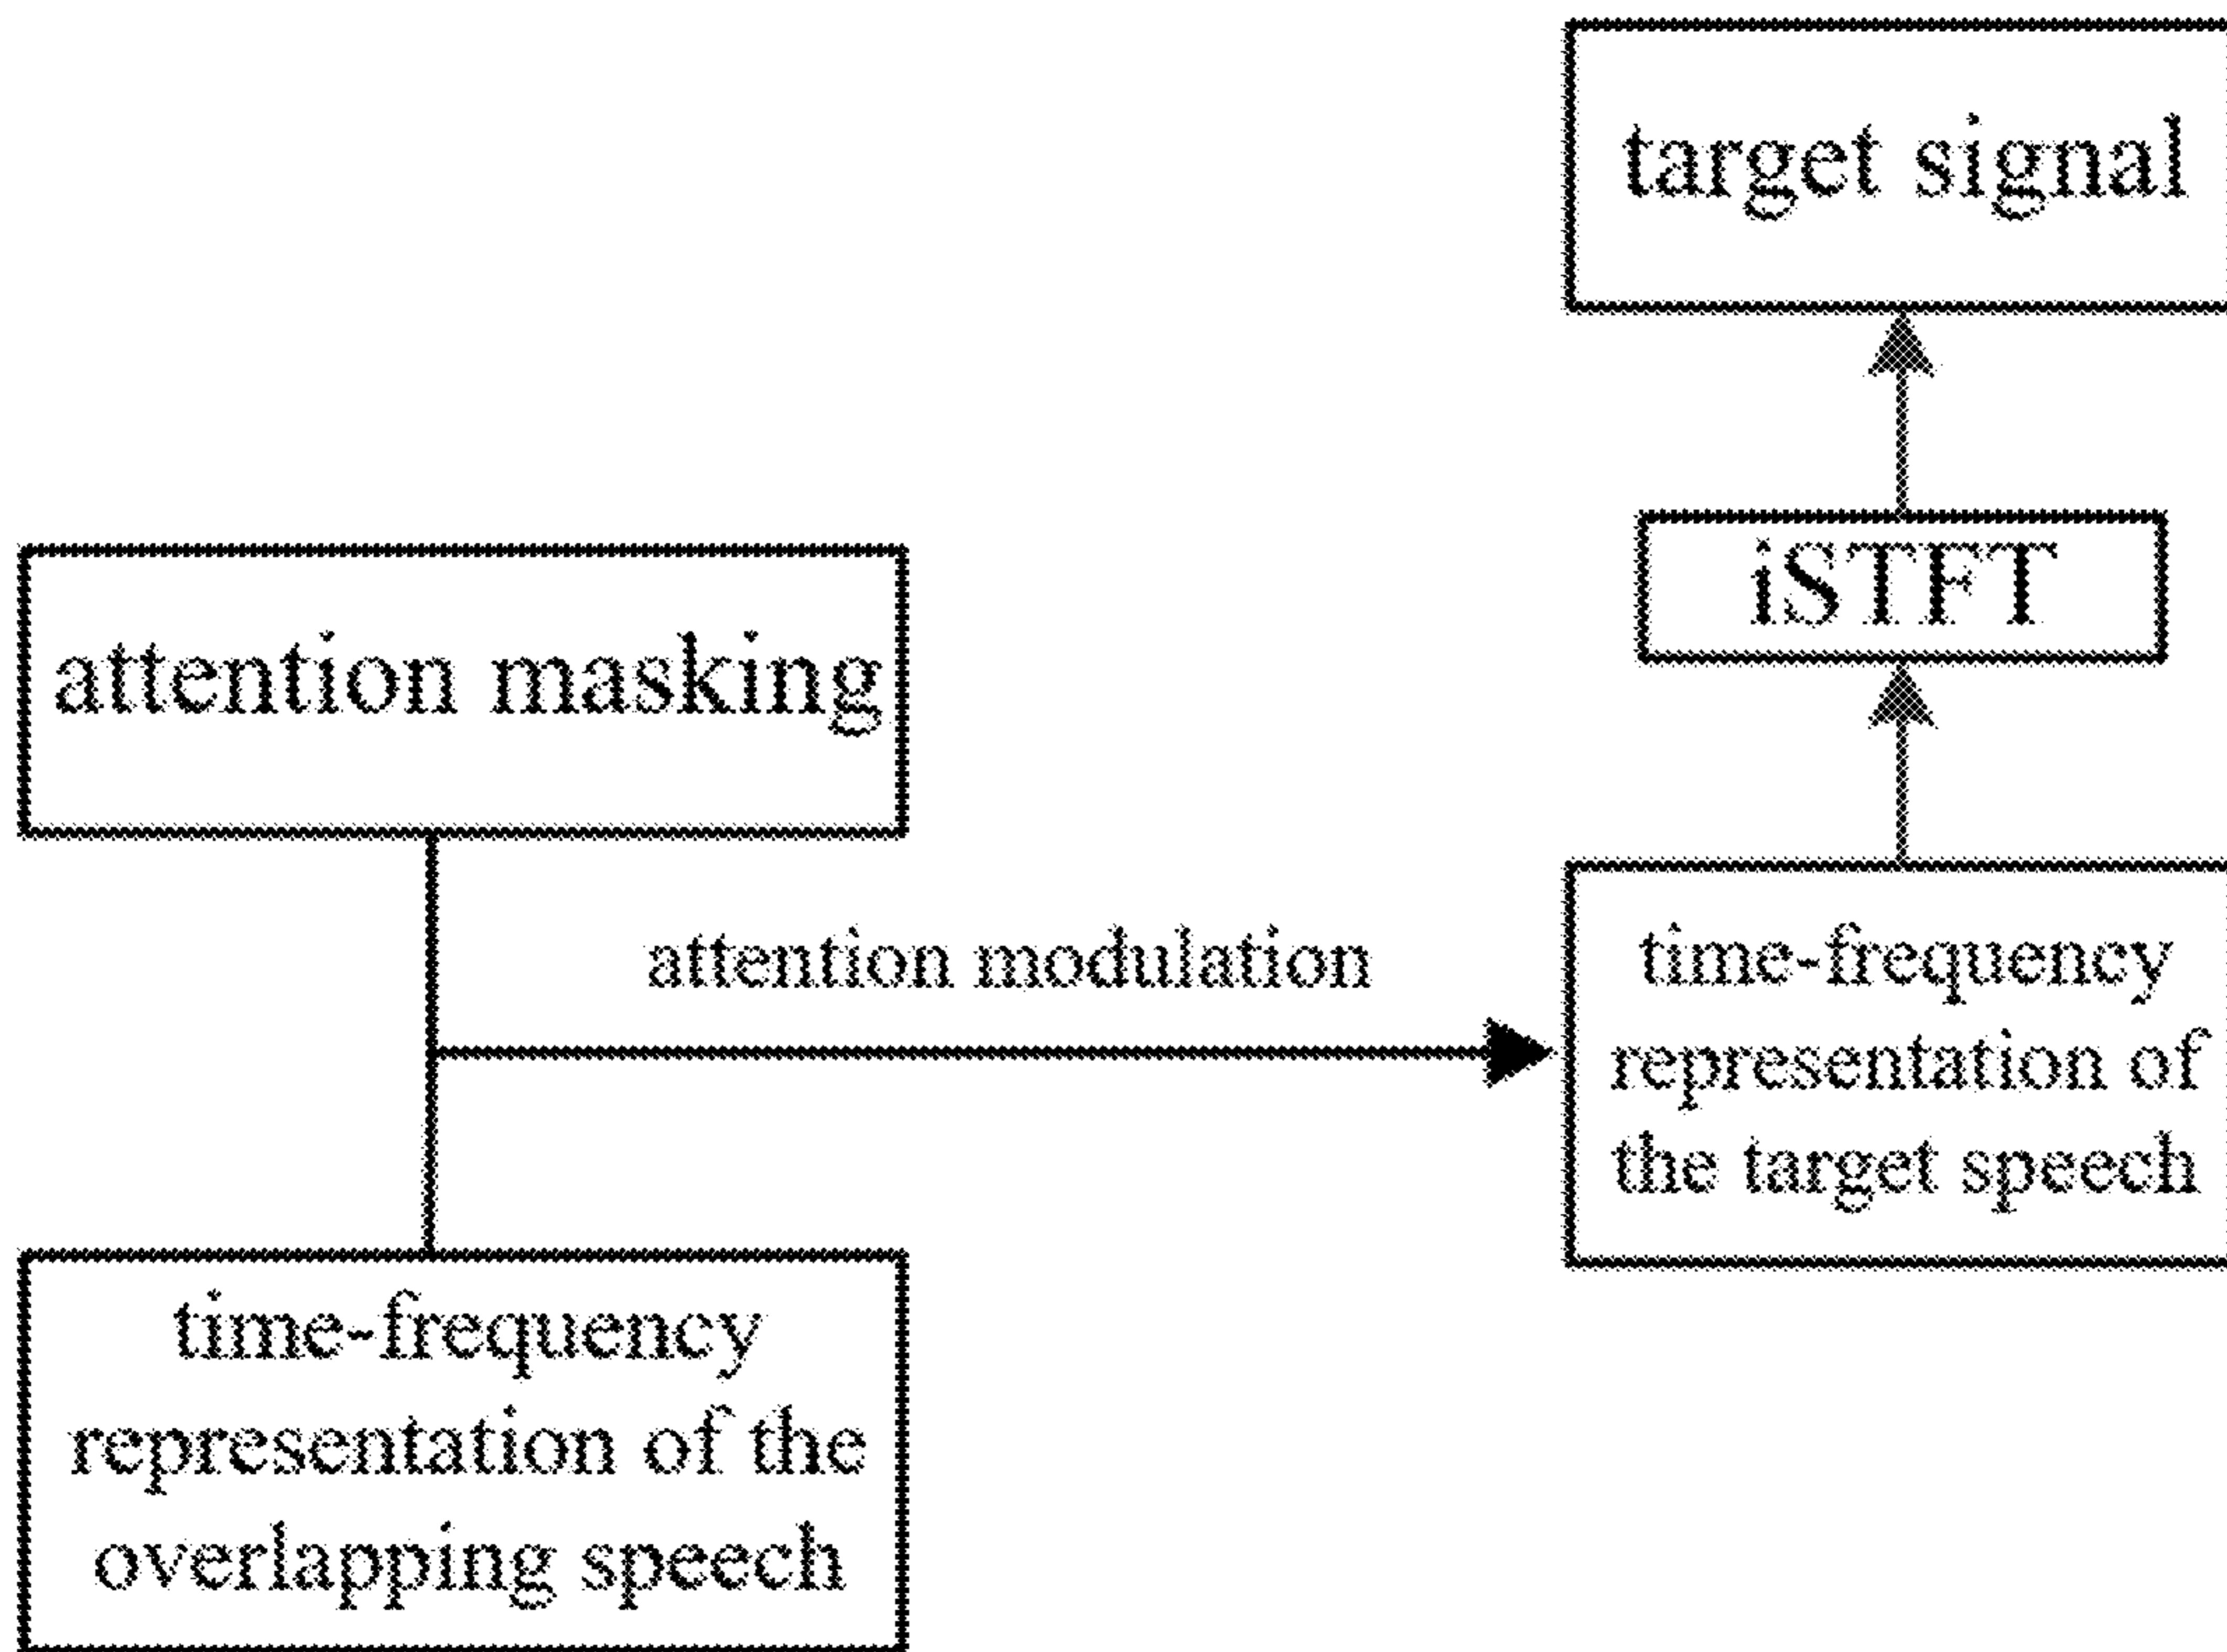 target signal
iSTFT
attention masking
attention modulation
time-frequency
representation of
the target speech
time-frequency
representation of the
overlapping speech